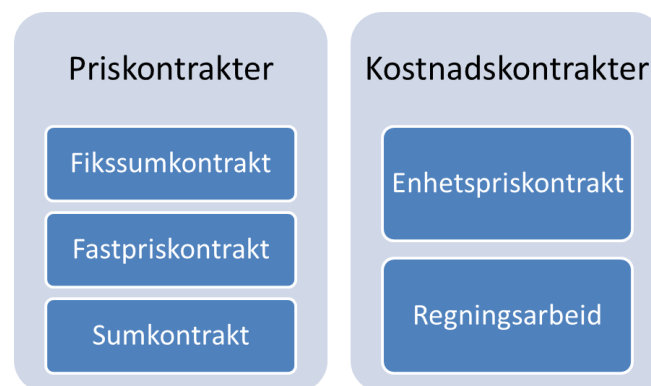 Priskontrakter
Fikssumkontrakt
Fastpriskontrakt
Sumkontrakt
Kostnadskontrakter
Enhetspriskontrakt
Regningsarbeid